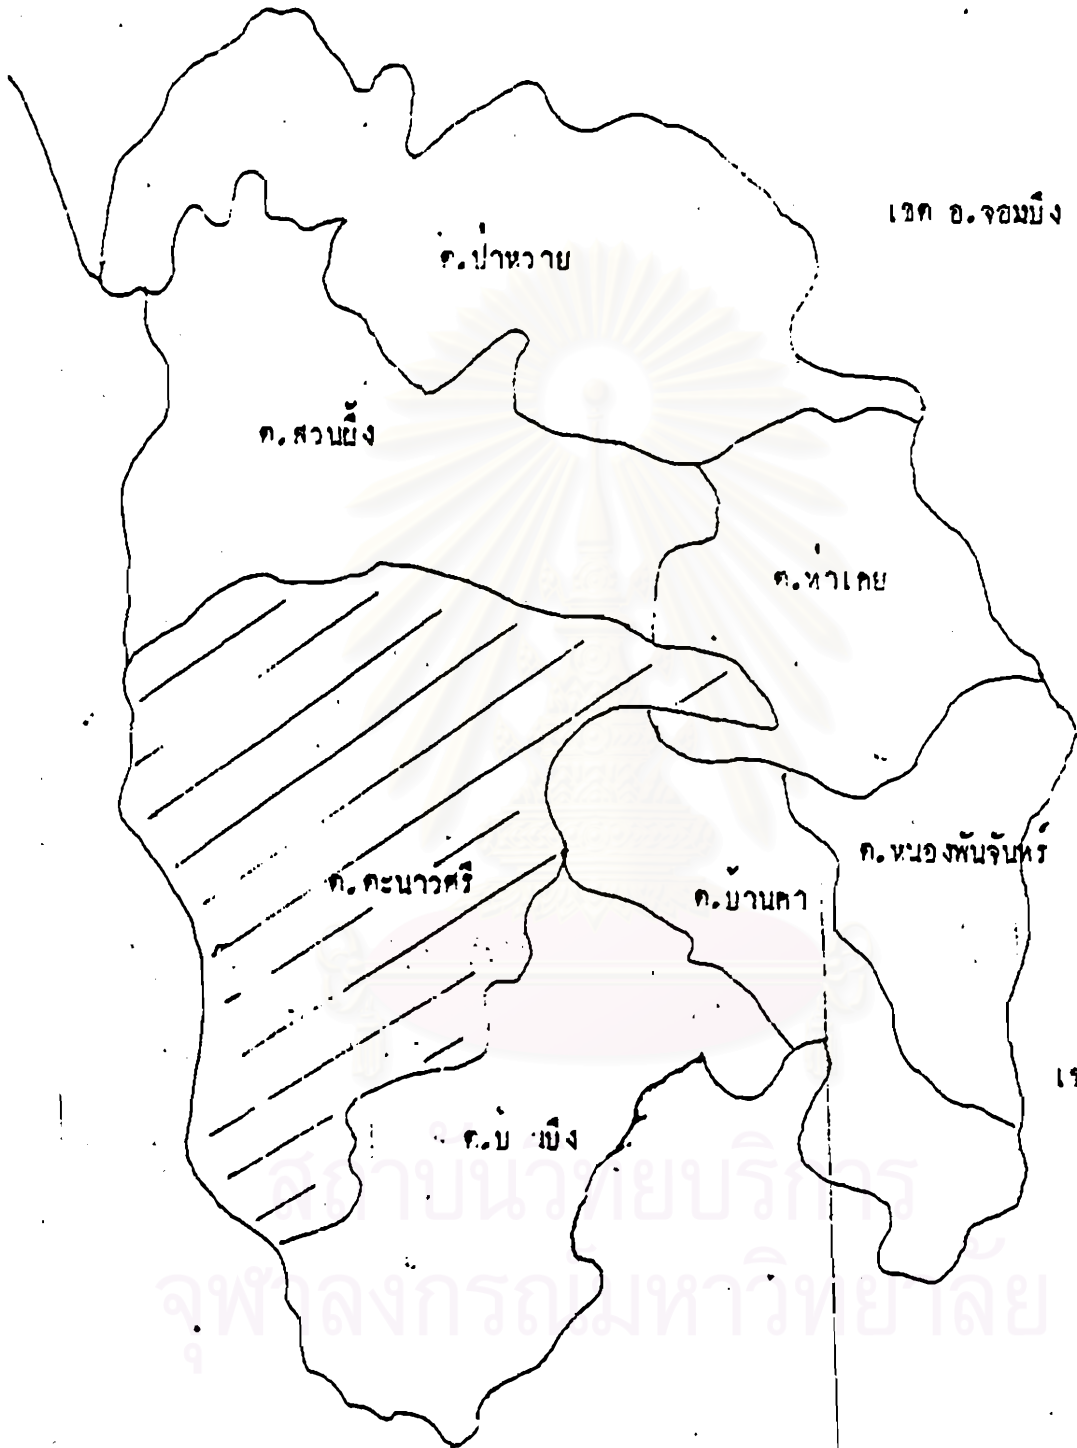 เขต อ.จอมบึง
ต.ป่าหวาย
ต.สวนผึ้ง
ต.ท่าเคย
ต.หนองพันจันทร์
ต.ตะนาวศรี
ต.บ้านคา
สถาบันวิทยบริการ
จุฬาลงกรณ์มหาวิทยาลัย